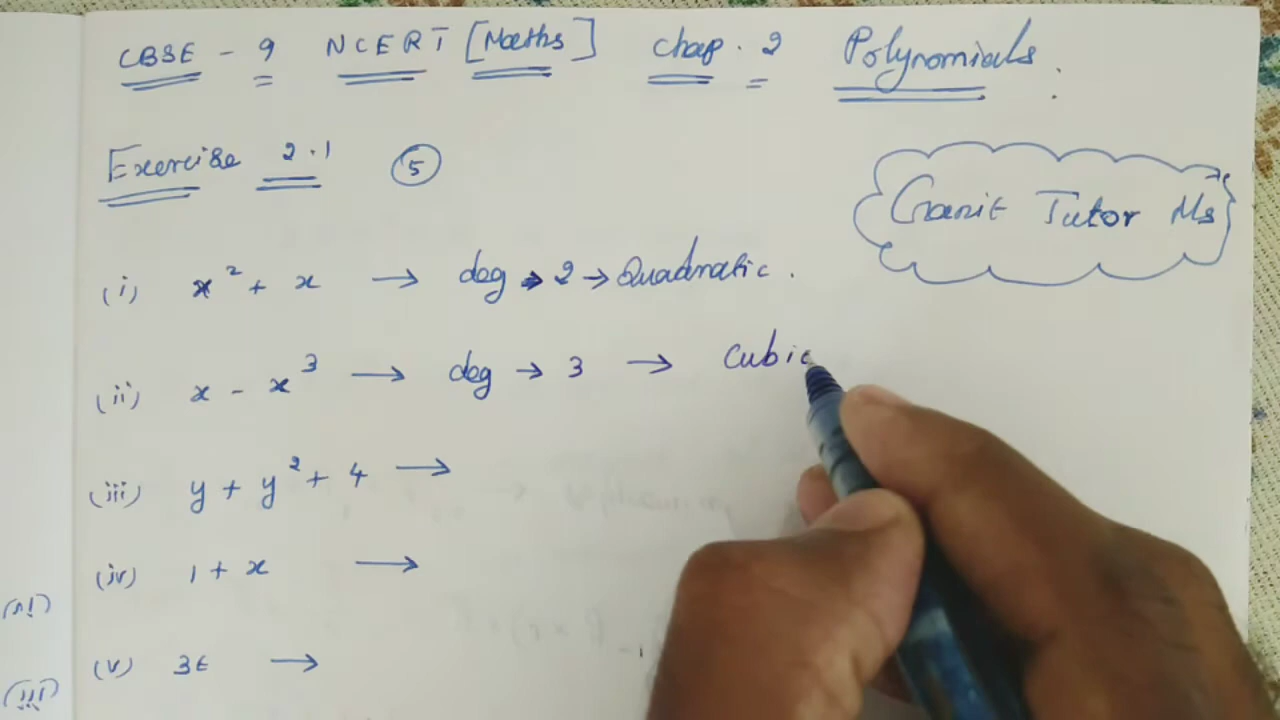 CBSE - 9 NCERT [Maths] Chap. 2 Polynomials.
Exercise 2.1 (5)
Ganit Tutor Ms
(i) x² + x → deg → 2 → Quadratic.
(ii) x - x³ → deg → 3 → Cubic
(iii) y + y² + 4 →
(iv) 1 + x →
(v) 3t →